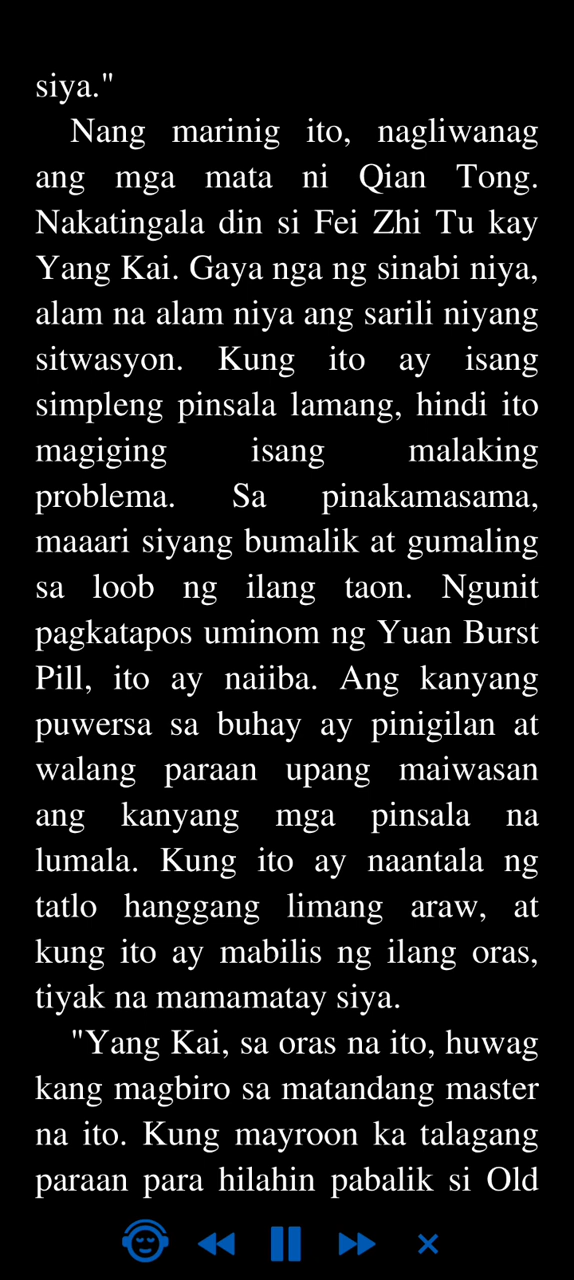 siya."
Nang marinig ito, nagliwanag
ang mga mata ni Qian Tong.
Nakatingala din si Fei Zhi Tu kay
Yang Kai. Gaya nga ng sinabi niya,
alam na alam niya ang sarili niyang
sitwasyon. Kung ito ay isang
simpleng pinsala lamang, hindi ito
magiging isang malaking
problema. Sa pinakamasama,
maaari siyang bumalik at gumaling
sa loob ng ilang taon. Ngunit
pagkatapos uminom ng Yuan Burst
Pill, ito ay naiiba. Ang kanyang
puwersa sa buhay ay pinigilan at
walang paraan upang maiwasan
ang kanyang mga pinsala na
lumala. Kung ito ay naantala ng
tatlo hanggang limang araw, at
kung ito ay mabilis ng ilang oras,
tiyak na mamamatay siya.
"Yang Kai, sa oras na ito, huwag
kang magbiro sa matandang master
na ito. Kung mayroon ka talagang
paraan para hilahin pabalik si Old